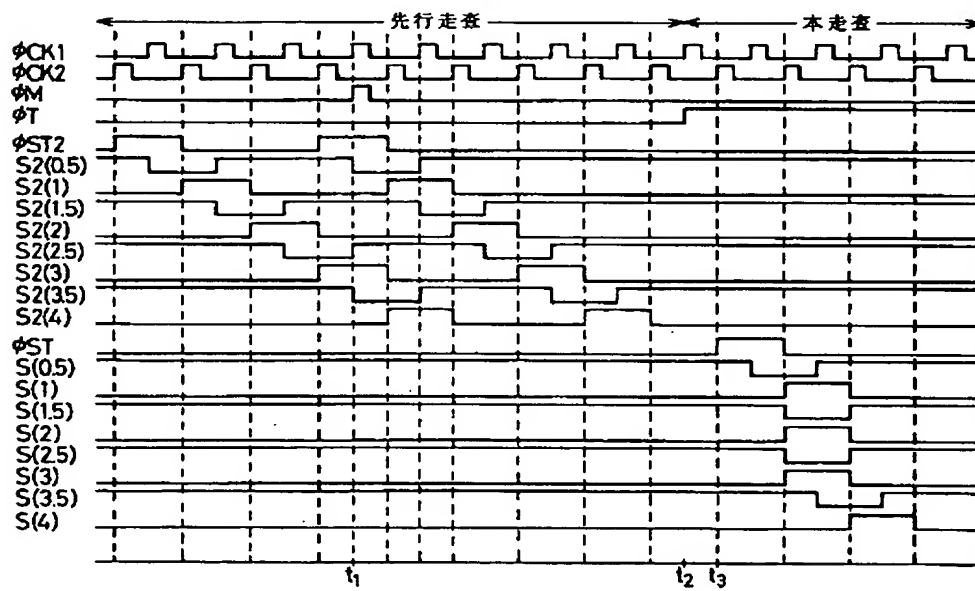 先行走査 本走査
φCK1
φCK2
φM
φT
φST2
S2(0.5)
S2(1)
S2(1.5)
S2(2)
S2(2.5)
S2(3)
S2(3.5)
S2(4)
φST
S(0.5)
S(1)
S(1.5)
S(2)
S(2.5)
S(3)
S(3.5)
S(4)
t1 t2 t3